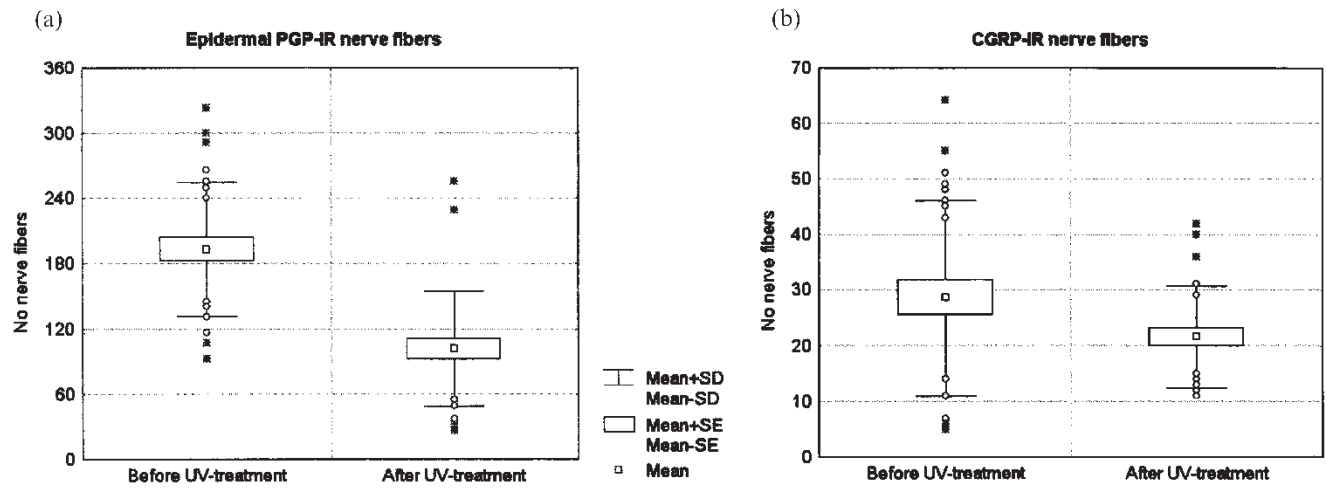 (a)
Epidermal PGP-IR nerve fibers
No nerve fibers
360
300
240
180
120
60
0
Before UV-treatment
After UV-treatment
Mean+SD
Mean-SD
Mean+SE
Mean-SE
Mean
(b)
CGRP-IR nerve fibers
No nerve fibers
70
60
50
40
30
20
10
0
Before UV-treatment
After UV-treatment